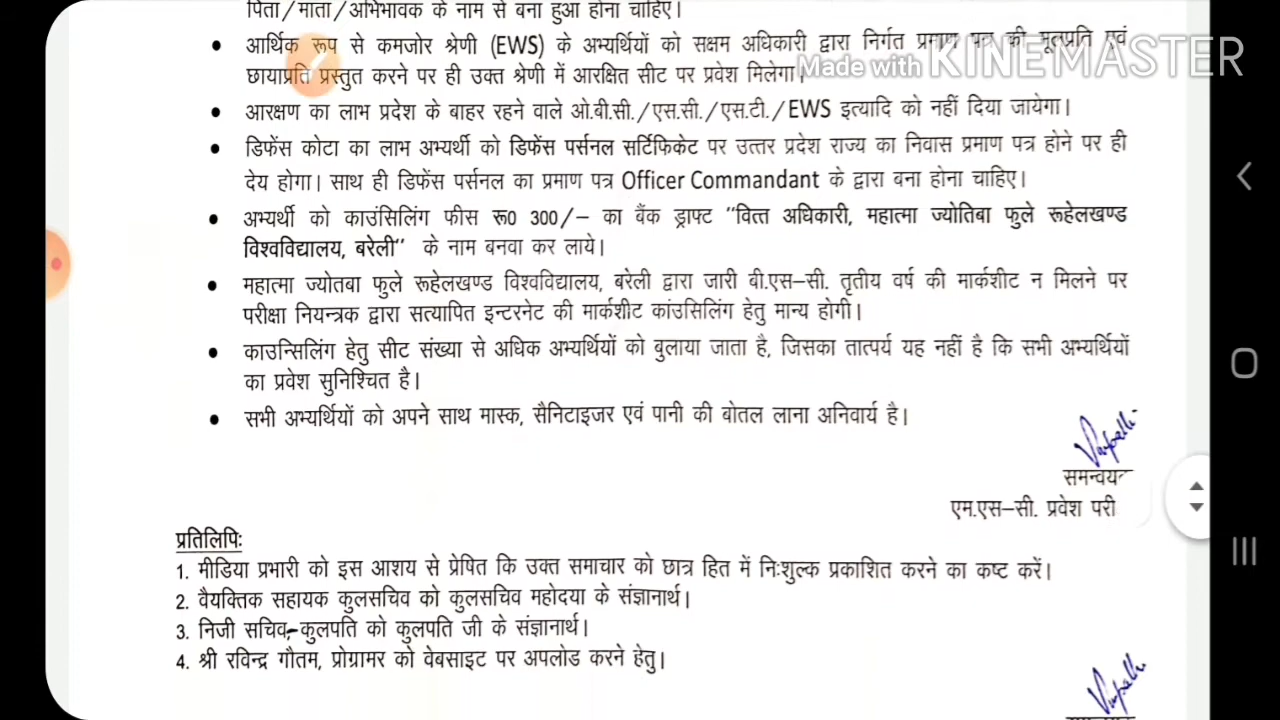 पिता/माता/अभिभावक के नाम से बना हुआ होना चाहिए।
• आर्थिक रूप से कमजोर श्रेणी (EWS) के अभ्यर्थियों को सक्षम अधिकारी द्वारा निर्गत प्रमाण पत्र की मूलप्रति एवं
छायाप्रति प्रस्तुत करने पर ही उक्त श्रेणी में आरक्षित सीट पर प्रवेश मिलेगा।
Made with KINEMASTER
• आरक्षण का लाभ प्रदेश के बाहर रहने वाले ओ.बी.सी./एस.सी./एस.टी./EWS इत्यादि को नहीं दिया जायेगा।
• डिफेंस कोटा का लाभ अभ्यर्थी को डिफेंस पर्सनल सर्टिफिकेट पर उत्तर प्रदेश राज्य का निवास प्रमाण पत्र होने पर ही
देय होगा। साथ ही डिफेंस पर्सनल का प्रमाण पत्र Officer Commandant के द्वारा बना होना चाहिए।
• अभ्यर्थी को काउंसिलिंग फीस रू0 300/– का बैंक ड्राफ्ट "वित्त अधिकारी, महात्मा ज्योतिबा फुले रूहेलखण्ड
विश्वविद्यालय, बरेली" के नाम बनवा कर लाये।
• महात्मा ज्योतबा फुले रूहेलखण्ड विश्वविद्यालय, बरेली द्वारा जारी बी.एस–सी. तृतीय वर्ष की मार्कशीट न मिलने पर
परीक्षा नियन्त्रक द्वारा सत्यापित इन्टरनेट की मार्कशीट कांउसिलिंग हेतु मान्य होगी।
• काउन्सिलिंग हेतु सीट संख्या से अधिक अभ्यर्थियों को बुलाया जाता है, जिसका तात्पर्य यह नहीं है कि सभी अभ्यर्थियों
का प्रवेश सुनिश्चित है।
• सभी अभ्यर्थियों को अपने साथ मास्क, सैनिटाइजर एवं पानी की बोतल लाना अनिवार्य है।
समन्वय
एम.एस–सी. प्रवेश परी
प्रतिलिपिः
1. मीडिया प्रभारी को इस आशय से प्रेषित कि उक्त समाचार को छात्र हित में निःशुल्क प्रकाशित करने का कष्ट करें।
2. वैयक्तिक सहायक कुलसचिव को कुलसचिव महोदया के संज्ञानार्थ।
3. निजी सचिव,–कुलपति को कुलपति जी के संज्ञानार्थ।
4. श्री रविन्द्र गौतम, प्रोग्रामर को वेबसाइट पर अपलोड करने हेतु।